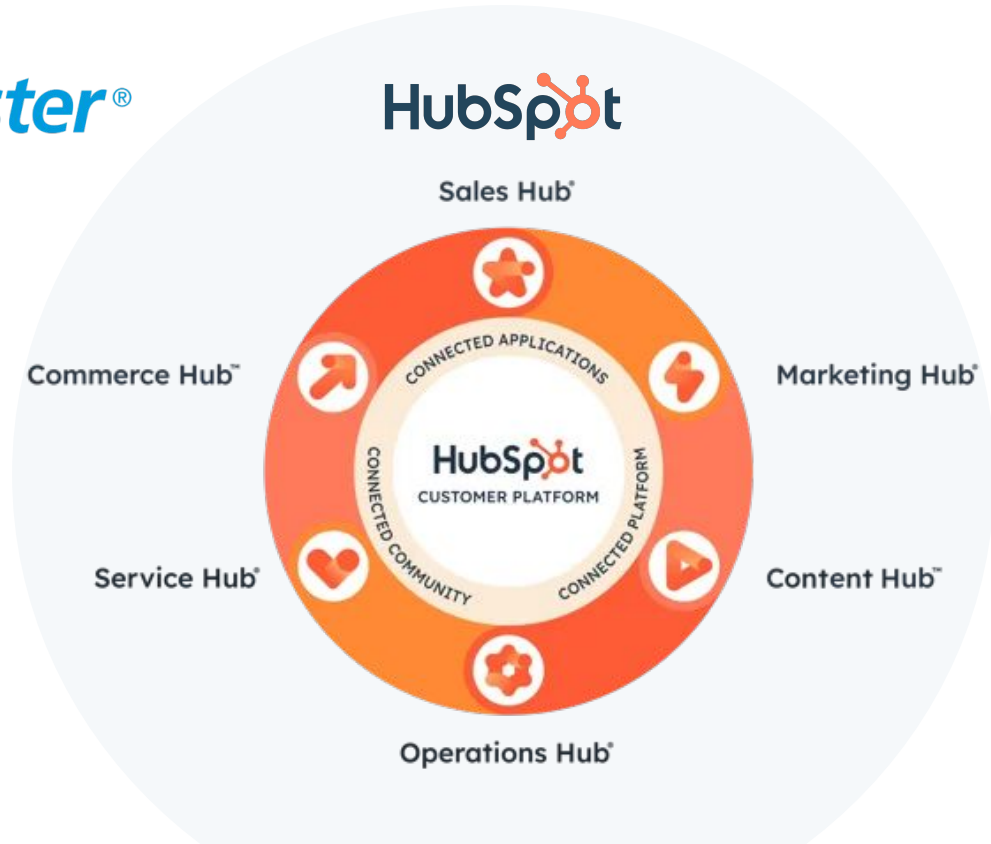 HubSpot
Sales Hub®
Commerce Hub™
Marketing Hub®
CONNECTED APPLICATIONS
HubSpot
CUSTOMER PLATFORM
CONNECTED COMMUNITY
CONNECTED PLATFORM
Service Hub®
Content Hub™
Operations Hub®